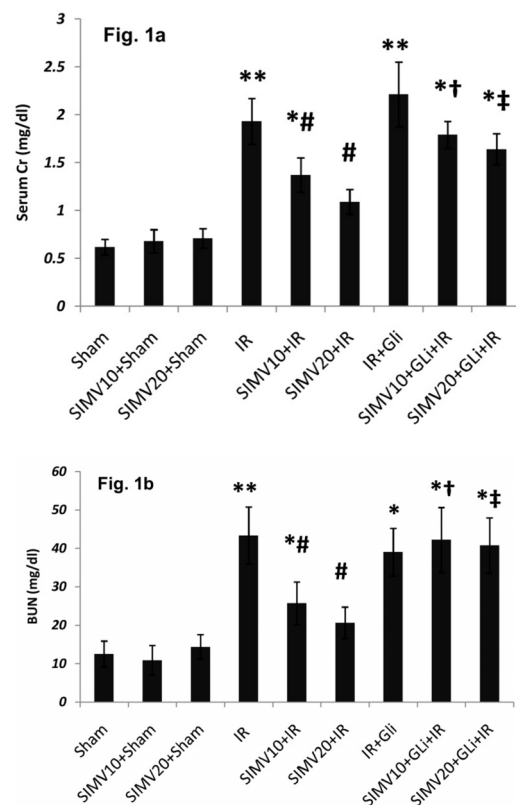 Fig. 1a
Serum Cr (mg/dl)
3
2.5
2
1.5
1
0.5
0
**
*#
#
**
*†
*‡
Sham
SIMV10+Sham
SIMV20+Sham
IR
SIMV10+IR
SIMV20+IR
IR+Gli
SIMV10+GLi+IR
SIMV20+GLi+IR
Fig. 1b
BUN (mg/dl)
60
50
40
30
20
10
0
**
*#
#
*
*†
*‡
Sham
SIMV10+Sham
SIMV20+Sham
IR
SIMV10+IR
SIMV20+IR
IR+Gli
SIMV10+GLi+IR
SIMV20+GLi+IR